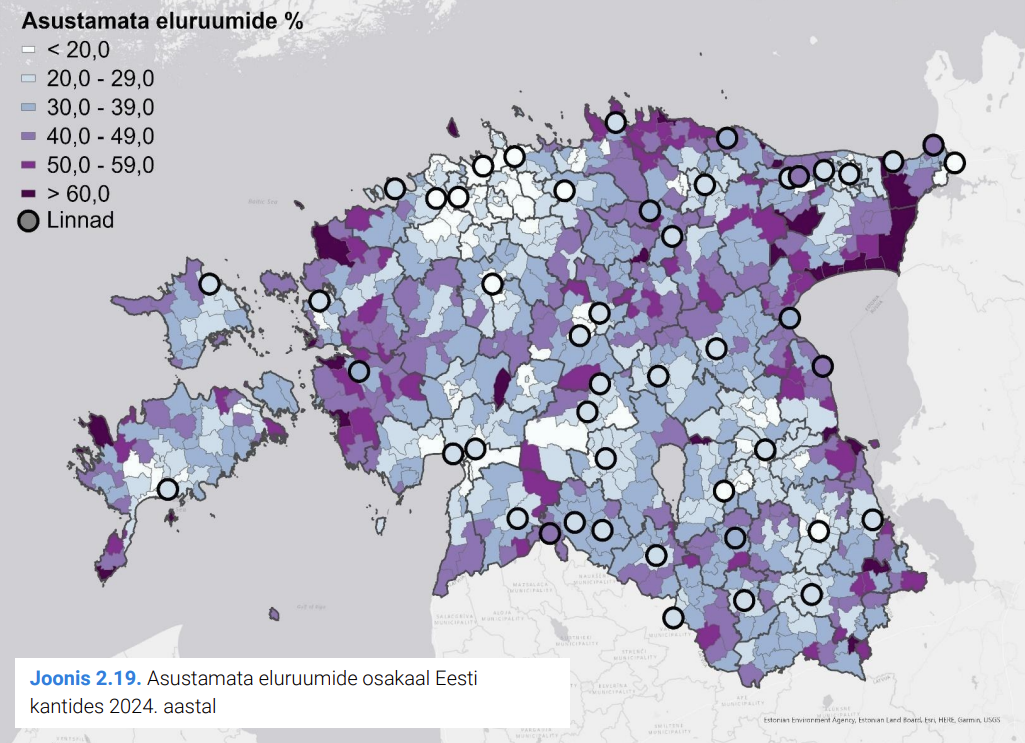 Asustamata eluruumide %
< 20,0
20,0 - 29,0
30,0 - 39,0
40,0 - 49,0
50,0 - 59,0
> 60,0
Linnad
Joonis 2.19. Asustamata eluruumide osakaal Eesti
kantides 2024. aastal
Estonian Environment Agency, Estonian Land Board, Esri, HERE, Garmin, USGS